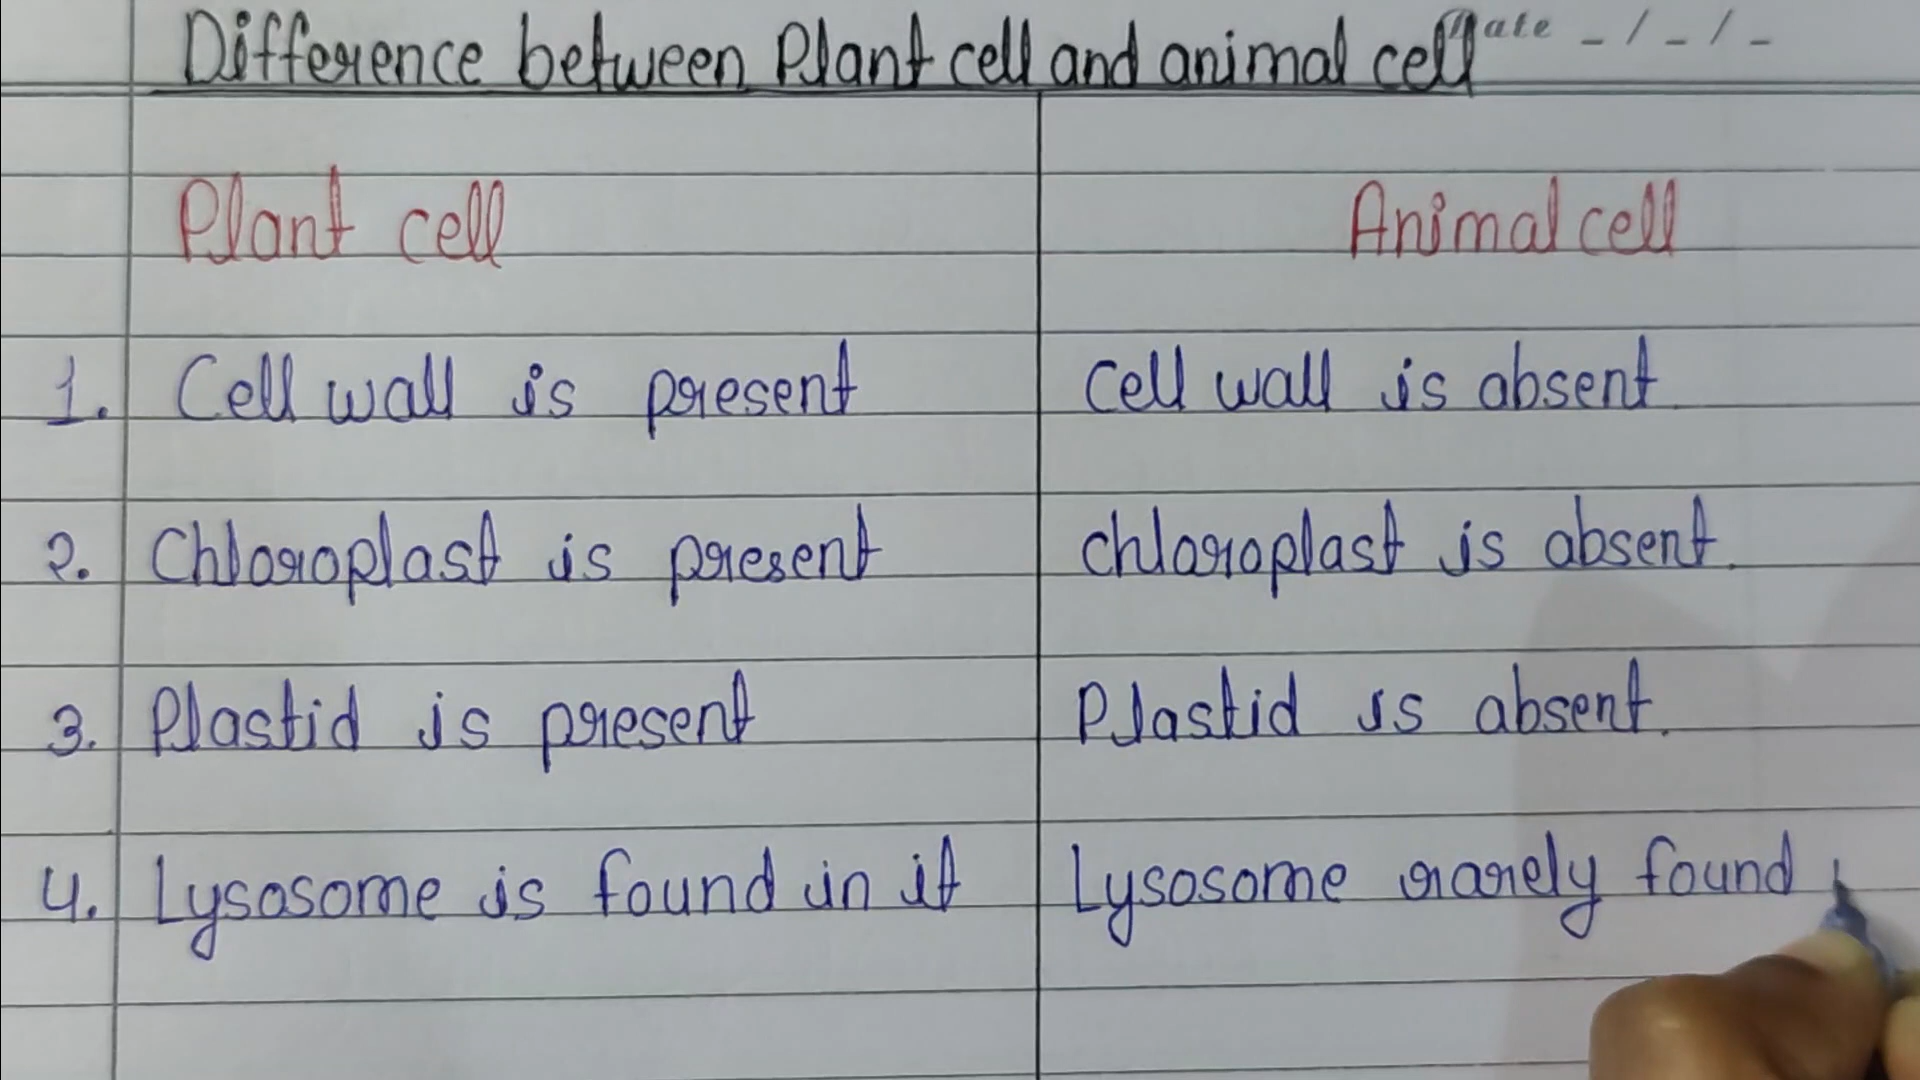 Difference between Plant cell and animal cell
Date _ / _ / _
Plant cell
Animal cell
1. Cell wall is present
Cell wall is absent
2. Chloroplast is present
chloroplast is absent.
3. Plastid is present
Plastid is absent.
4. Lysosome is found in it
Lysosome rarely found